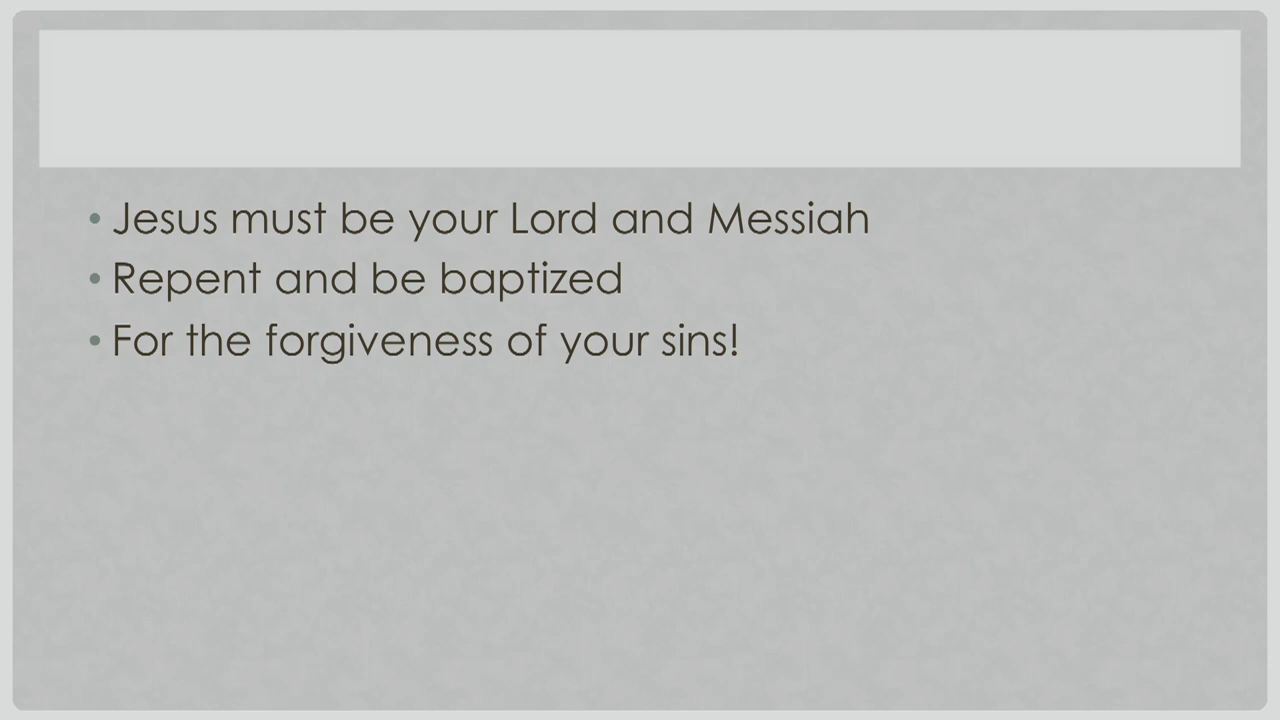 • Jesus must be your Lord and Messiah
• Repent and be baptized
• For the forgiveness of your sins!